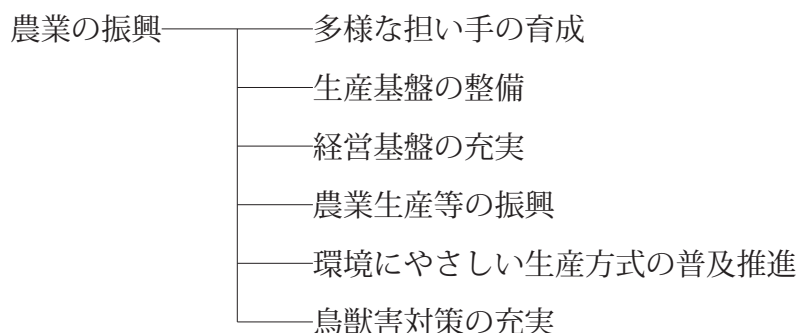 農業の振興
多様な担い手の育成
生産基盤の整備
経営基盤の充実
農業生産等の振興
環境にやさしい生産方式の普及推進
鳥獣害対策の充実